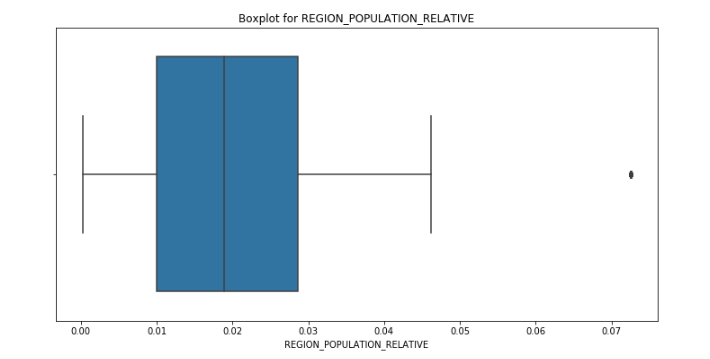 Boxplot for REGION_POPULATION_RELATIVE
0.00 0.01 0.02 0.03 0.04 0.05 0.06 0.07
REGION_POPULATION_RELATIVE